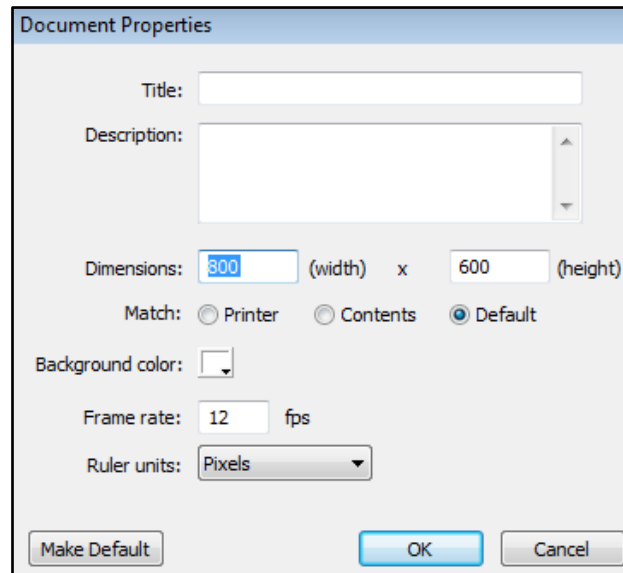 Document Properties
Title:
Description:
Dimensions: 800 (width) x 600 (height)
Match: Printer Contents Default
Background color:
Frame rate: 12 fps
Ruler units: Pixels
Make Default OK Cancel